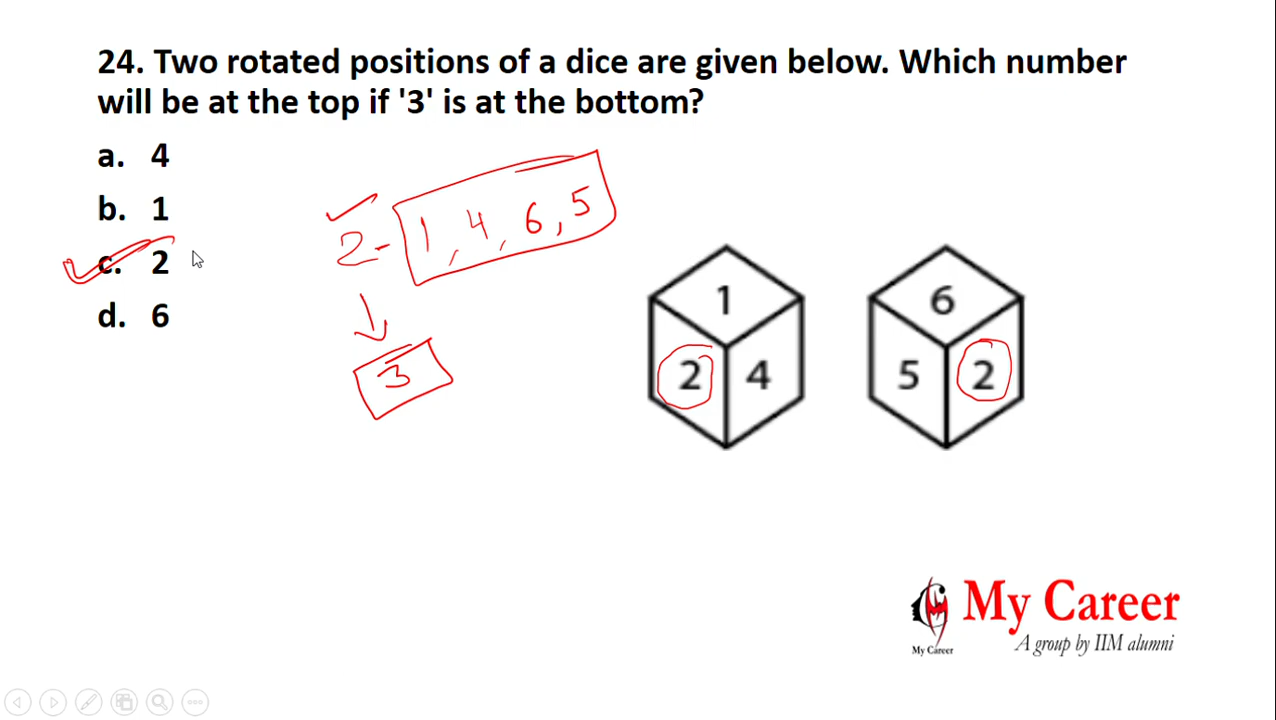 24. Two rotated positions of a dice are given below. Which number
will be at the top if '3' is at the bottom?
a. 4
b. 1
c. 2
d. 6
2 - 1, 4, 6, 5
3
1
2 4
6
5 2
My Career
A group by IIM alumni
My Career